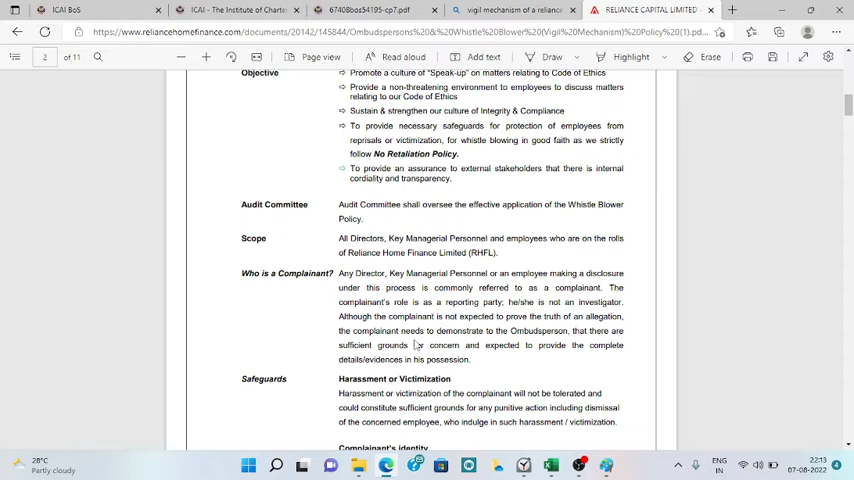 ICAI BoS
ICAI - The Institute of Charter
67408bos54195-cp7.pdf
vigil mechanism of a reliance
RELIANCE CAPITAL LIMITED -
https://www.reliancehomefinance.com/documents/20142/145844/Ombudspersons%20&%20Whistle%20Blower(Vigil%20Mechanism)%20Policy%20(1).pd...
2 of 11
Page view
Read aloud
Add text
Draw
Highlight
Erase
Objective
Promote a culture of "Speak-up" on matters relating to Code of Ethics
Provide a non-threatening environment to employees to discuss matters
relating to our Code of Ethics
Sustain & strengthen our culture of Integrity & Compliance
To provide necessary safeguards for protection of employees from
reprisals or victimization, for whistle blowing in good faith as we strictly
follow No Retaliation Policy.
To provide an assurance to external stakeholders that there is internal
cordiality and transparency.
Audit Committee
Audit Committee shall oversee the effective application of the Whistle Blower
Policy.
Scope
All Directors, Key Managerial Personnel and employees who are on the rolls
of Reliance Home Finance Limited (RHFL).
Who is a Complainant?
Any Director, Key Managerial Personnel or an employee making a disclosure
under this process is commonly referred to as a complainant. The
complainant's role is as a reporting party; he/she is not an investigator.
Although the complainant is not expected to prove the truth of an allegation,
the complainant needs to demonstrate to the Ombudsperson, that there are
sufficient grounds for concern and expected to provide the complete
details/evidences in his possession.
Safeguards
Harassment or Victimization
Harassment or victimization of the complainant will not be tolerated and
could constitute sufficient grounds for any punitive action including dismissal
of the concerned employee, who indulge in such harassment / victimization.
Complainant's identity
28°C
Partly cloudy
ENG
IN
22:13
07-08-2022
4